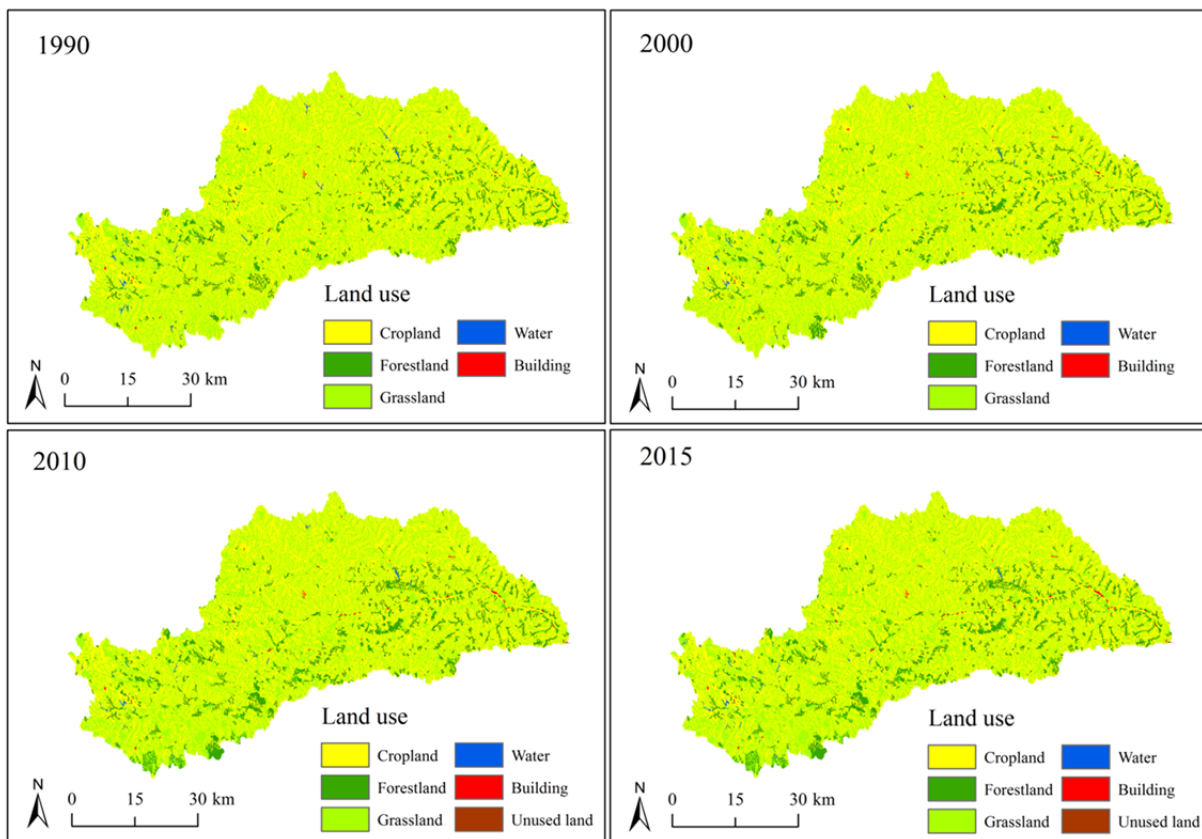 1990
Land use
Cropland Water
Forestland Building
Grassland
N
0 15 30 km
2000
Land use
Cropland Water
Forestland Building
Grassland
N
0 15 30 km
2010
Land use
Cropland Water
Forestland Building
Grassland Unused land
N
0 15 30 km
2015
Land use
Cropland Water
Forestland Building
Grassland Unused land
N
0 15 30 km